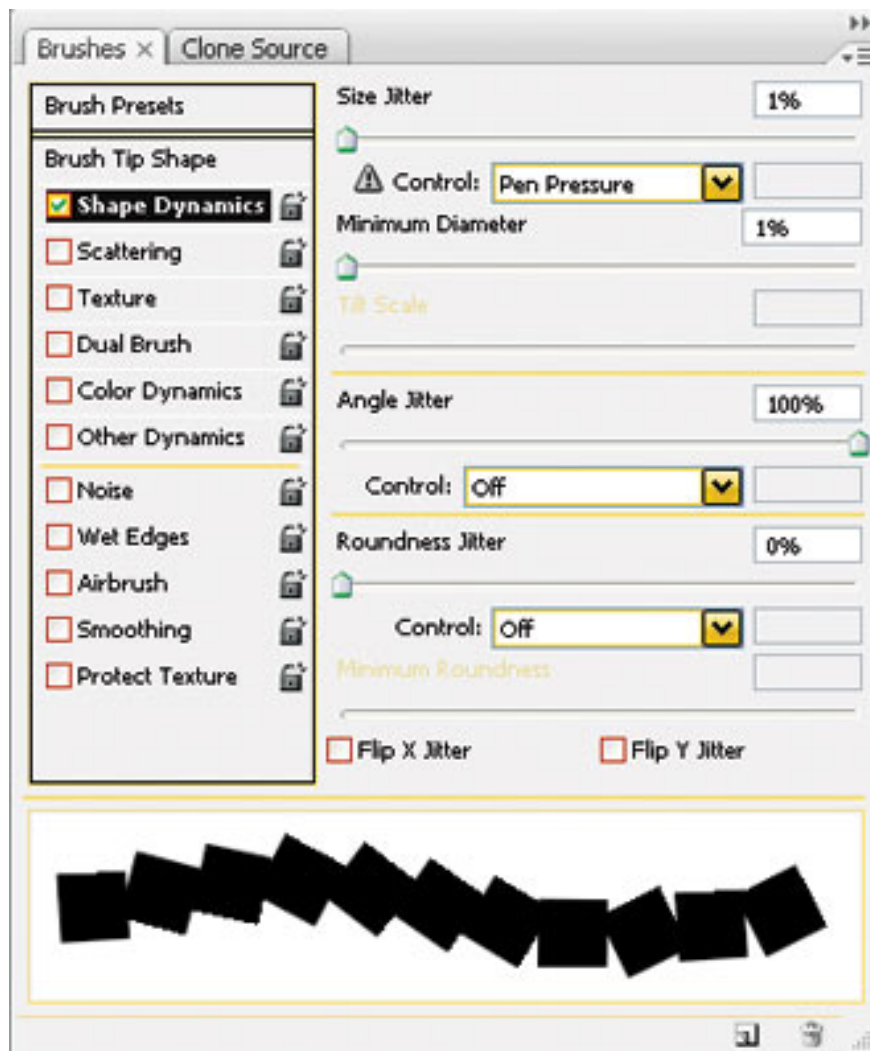 Brushes × Clone Source
Brush Presets
Brush Tip Shape
Shape Dynamics
Scattering
Texture
Dual Brush
Color Dynamics
Other Dynamics
Noise
Wet Edges
Airbrush
Smoothing
Protect Texture
Size Jitter 1%
Control: Pen Pressure
Minimum Diameter 1%
Tilt Scale
Angle Jitter 100%
Control: Off
Roundness Jitter 0%
Control: Off
Minimum Roundness
Flip X Jitter Flip Y Jitter